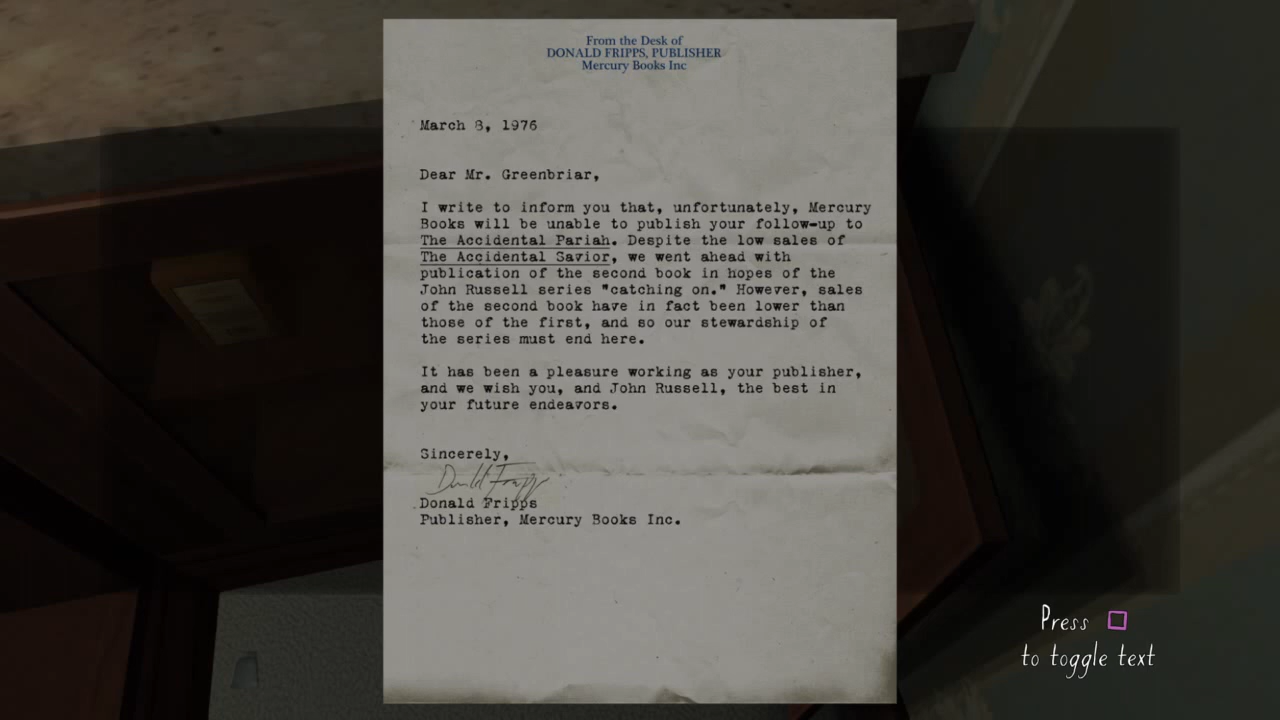 From the Desk of
DONALD FRIPPS, PUBLISHER
Mercury Books Inc
March 8, 1976
Dear Mr. Greenbriar,
I write to inform you that, unfortunately, Mercury
Books will be unable to publish your follow-up to
The Accidental Pariah. Despite the low sales of
The Accidental Savior, we went ahead with
publication of the second book in hopes of the
John Russell series "catching on." However, sales
of the second book have in fact been lower than
those of the first, and so our stewardship of
the series must end here.
It has been a pleasure working as your publisher,
and we wish you, and John Russell, the best in
your future endeavors.
Sincerely,
Donald Fripps
Donald Fripps
Publisher, Mercury Books Inc.
Press
to toggle text